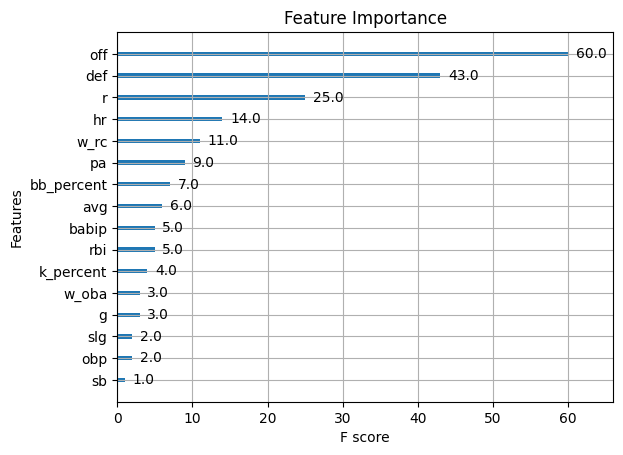 Feature Importance
off 60.0
def 43.0
r 25.0
hr 14.0
w_rc 11.0
pa 9.0
bb_percent 7.0
avg 6.0
babip 5.0
rbi 5.0
k_percent 4.0
w_oba 3.0
g 3.0
slg 2.0
obp 2.0
sb 1.0
Features
0 10 20 30 40 50 60
F score